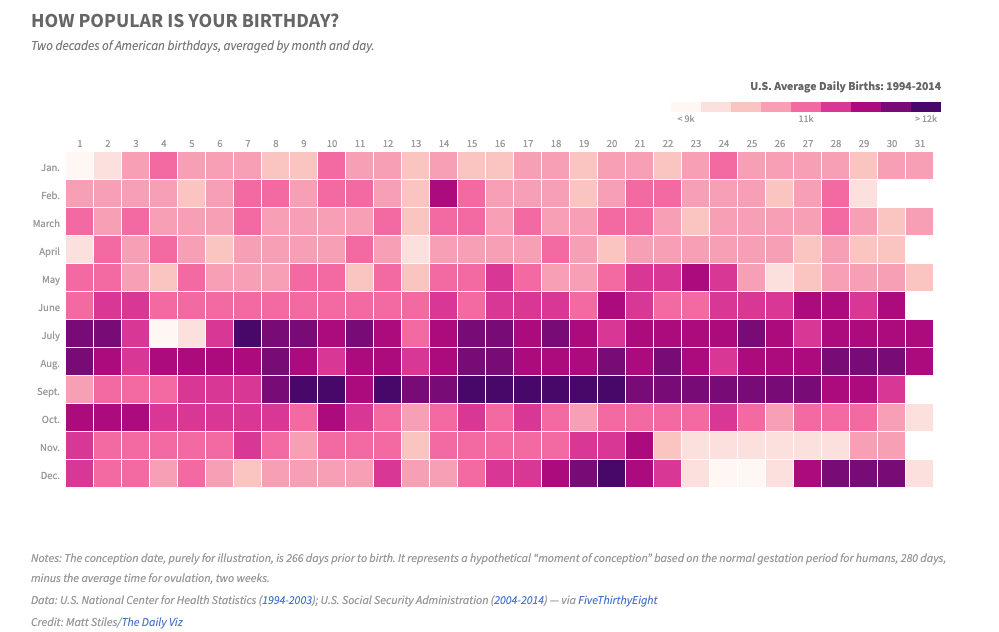 HOW POPULAR IS YOUR BIRTHDAY?
Two decades of American birthdays, averaged by month and day.
U.S. Average Daily Births: 1994-2014
< 9k 11k > 12k
1 2 3 4 5 6 7 8 9 10 11 12 13 14 15 16 17 18 19 20 21 22 23 24 25 26 27 28 29 30 31
Jan.
Feb.
March
April
May
June
July
Aug.
Sept.
Oct.
Nov.
Dec.
Notes: The conception date, purely for illustration, is 266 days prior to birth. It represents a hypothetical “moment of conception” based on the normal gestation period for humans, 280 days,
minus the average time for ovulation, two weeks.
Data: U.S. National Center for Health Statistics (1994-2003); U.S. Social Security Administration (2004-2014) — via FiveThirtyEight
Credit: Matt Stiles/The Daily Viz